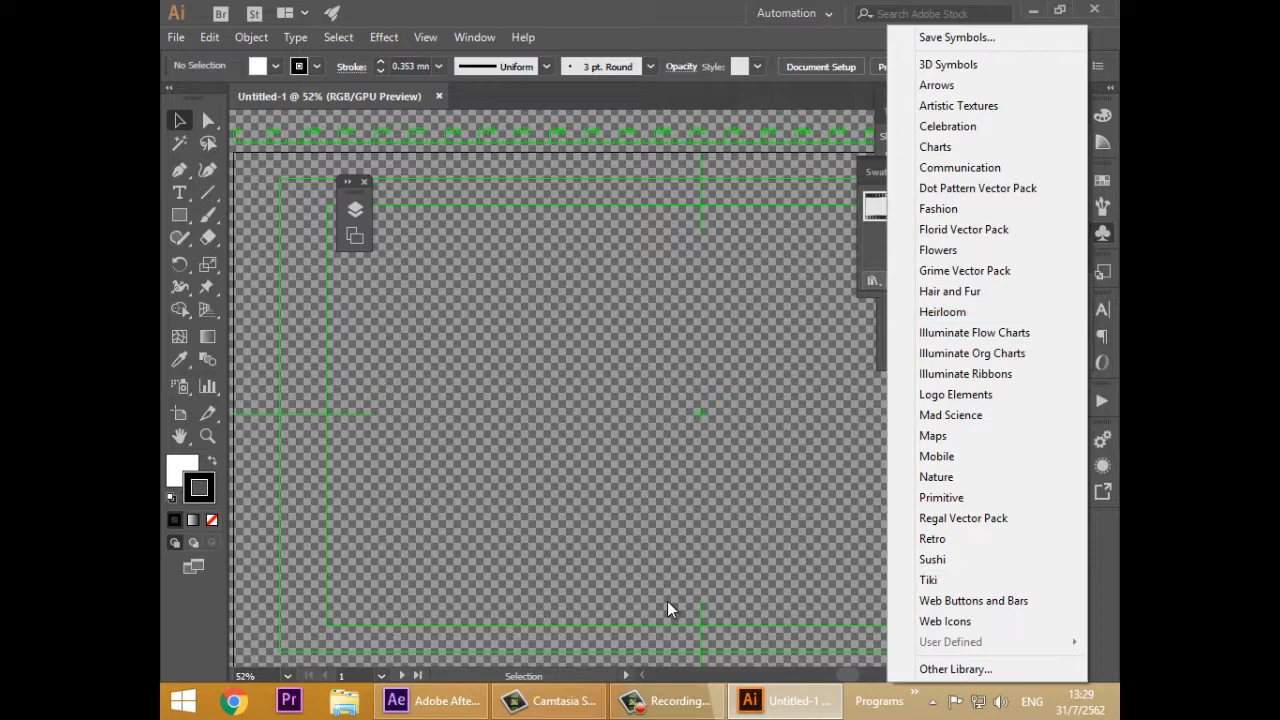 Ai
Br
St
Automation
Search Adobe Stock
File Edit Object Type Select Effect View Window Help
No Selection
Stroke:
0.353 mn
Uniform
3 pt. Round
Opacity
Style:
Document Setup
Untitled-1 @ 52% (RGB/GPU Preview)
Save Symbols...
3D Symbols
Arrows
Artistic Textures
Celebration
Charts
Communication
Dot Pattern Vector Pack
Fashion
Florid Vector Pack
Flowers
Grime Vector Pack
Hair and Fur
Heirloom
Illuminate Flow Charts
Illuminate Org Charts
Illuminate Ribbons
Logo Elements
Mad Science
Maps
Mobile
Nature
Primitive
Regal Vector Pack
Retro
Sushi
Tiki
Web Buttons and Bars
Web Icons
User Defined
Other Library...
52%
1
Selection
Pr
Ae Adobe Afte...
Camtasia S...
Recording...
Ai Untitled-1 ...
Programs
ENG
13:29
31/7/2562